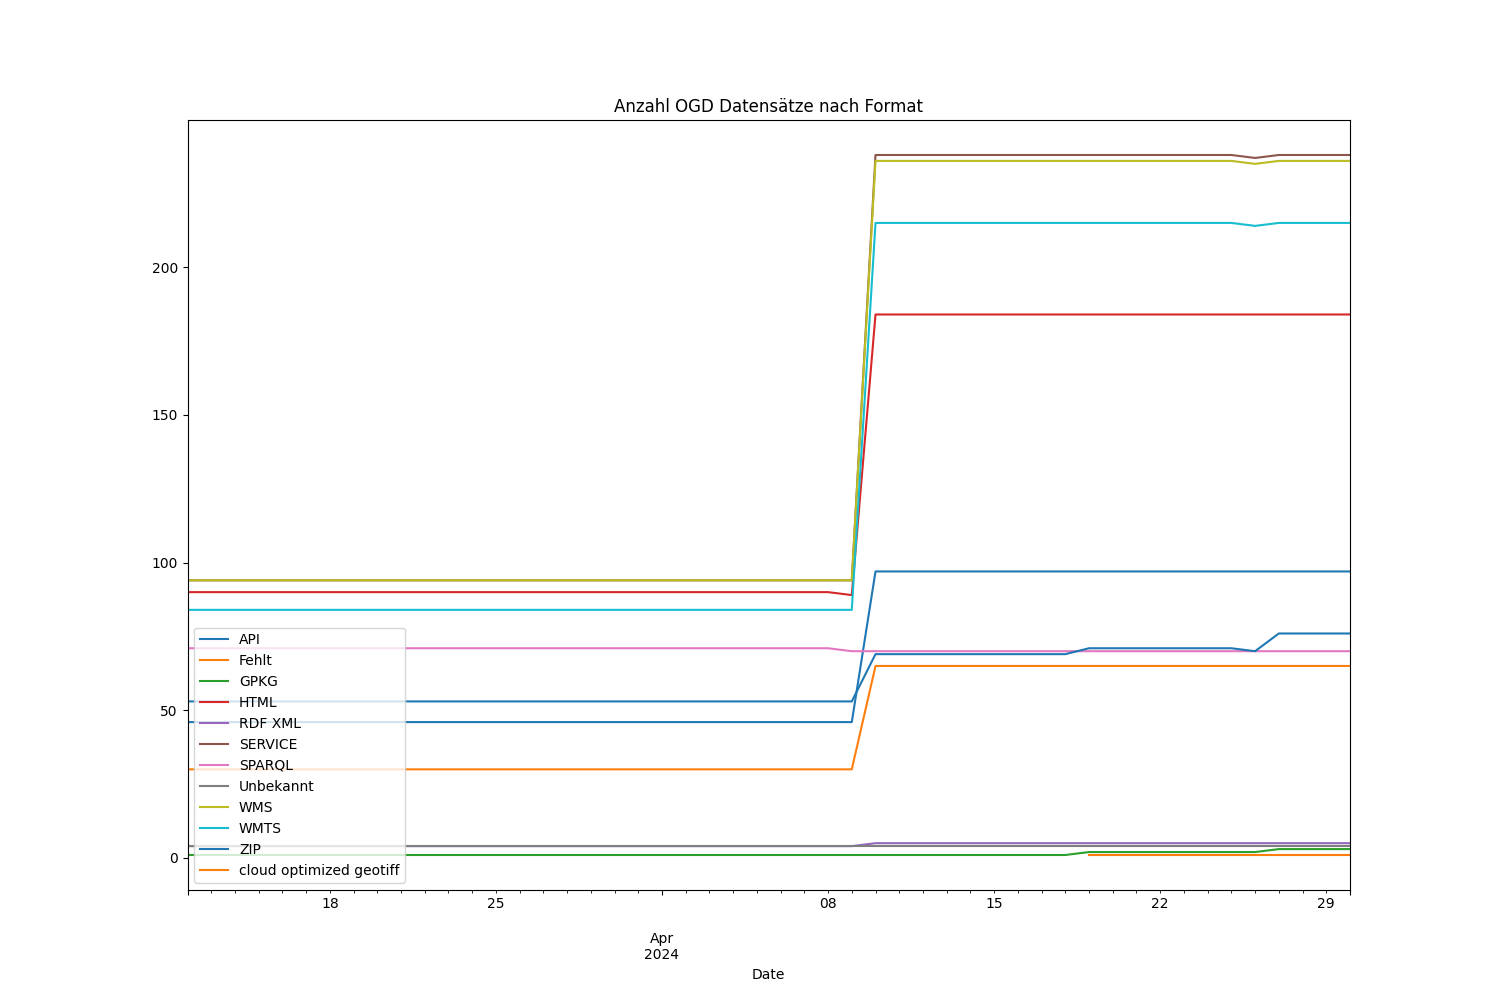 Anzahl OGD Datensätze nach Format
200
150
100
50
0
API
Fehlt
GPKG
HTML
RDF XML
SERVICE
SPARQL
Unbekannt
WMS
WMTS
ZIP
cloud optimized geotiff
18 25 08 15 22 29
Apr
2024
Date